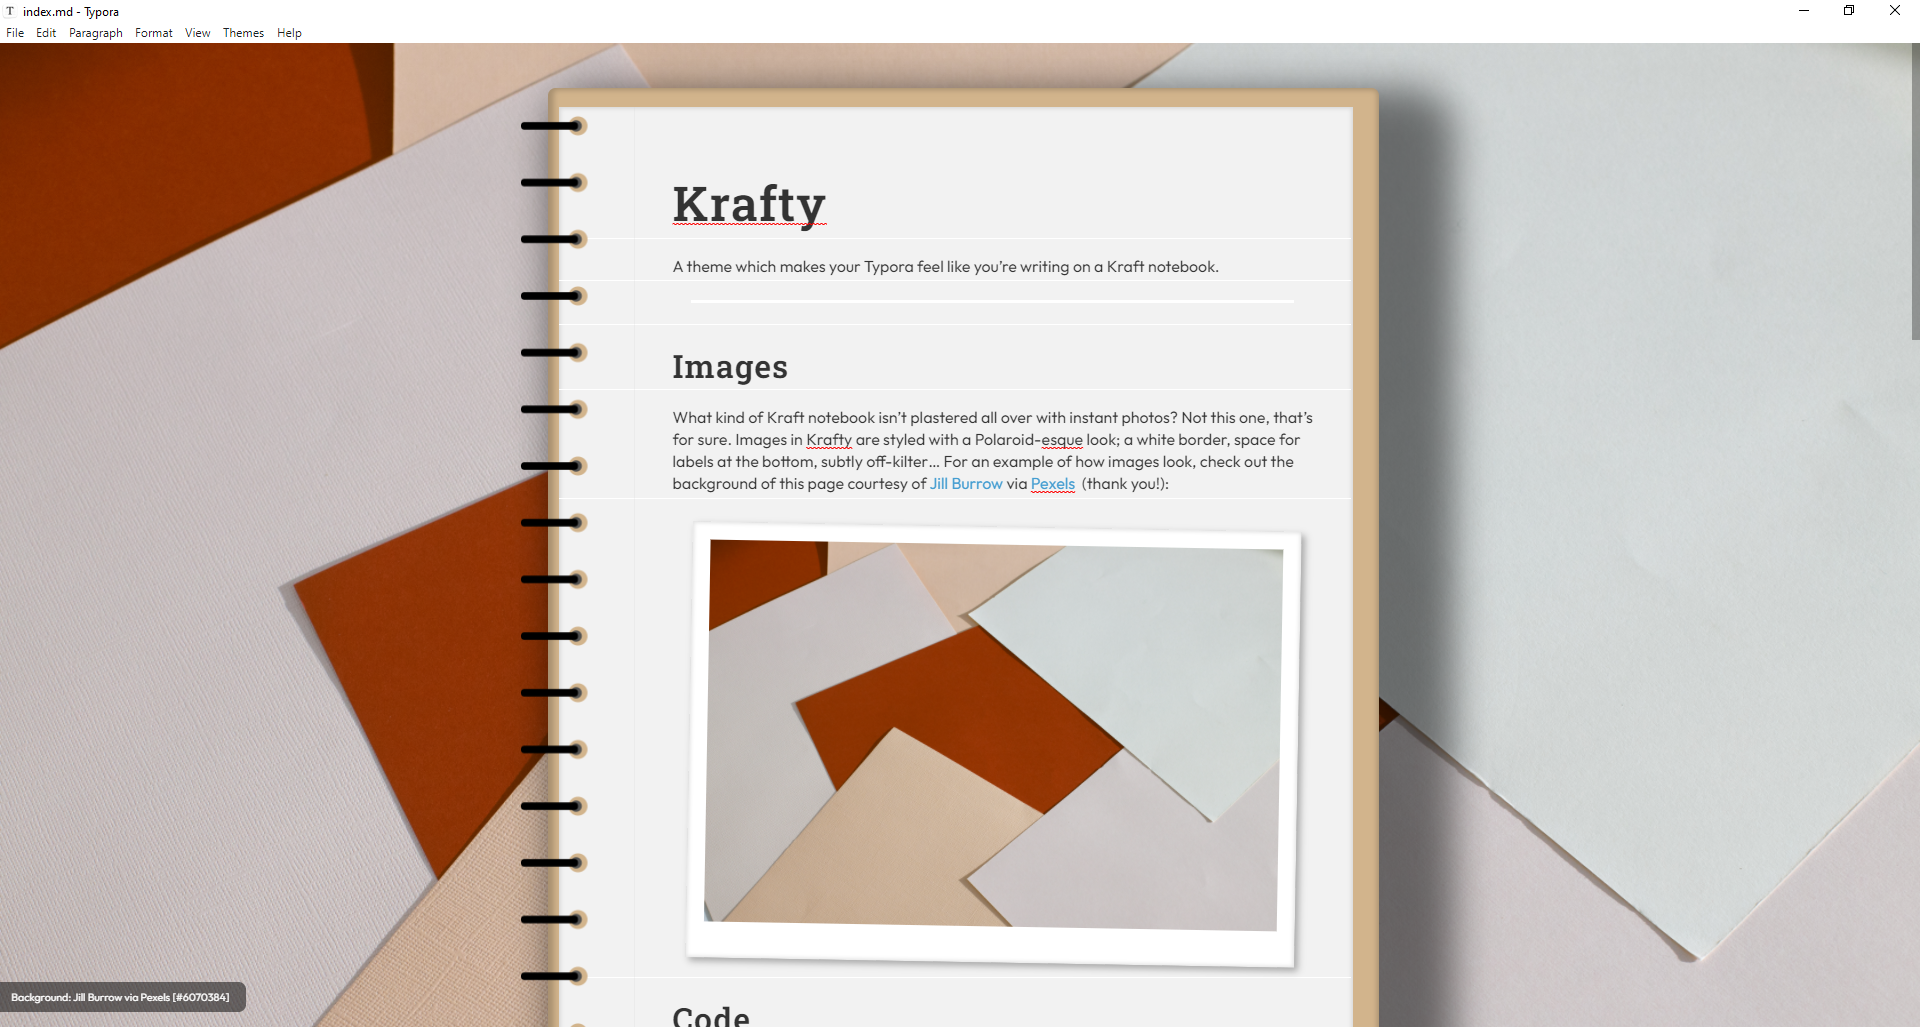 T index.md - Typora
File Edit Paragraph Format View Themes Help
Krafty
A theme which makes your Typora feel like you’re writing on a Kraft notebook.
Images
What kind of Kraft notebook isn’t plastered all over with instant photos? Not this one, that’s
for sure. Images in Krafty are styled with a Polaroid-esque look; a white border, space for
labels at the bottom, subtly off-kilter… For an example of how images look, check out the
background of this page courtesy of Jill Burrow via Pexels (thank you!):
Code
Background: Jill Burrow via Pexels [#6070384]